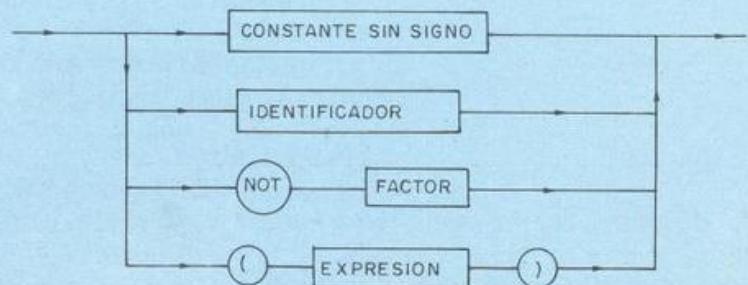 CONSTANTE SIN SIGNO
IDENTIFICADOR
NOT FACTOR
( EXPRESION )